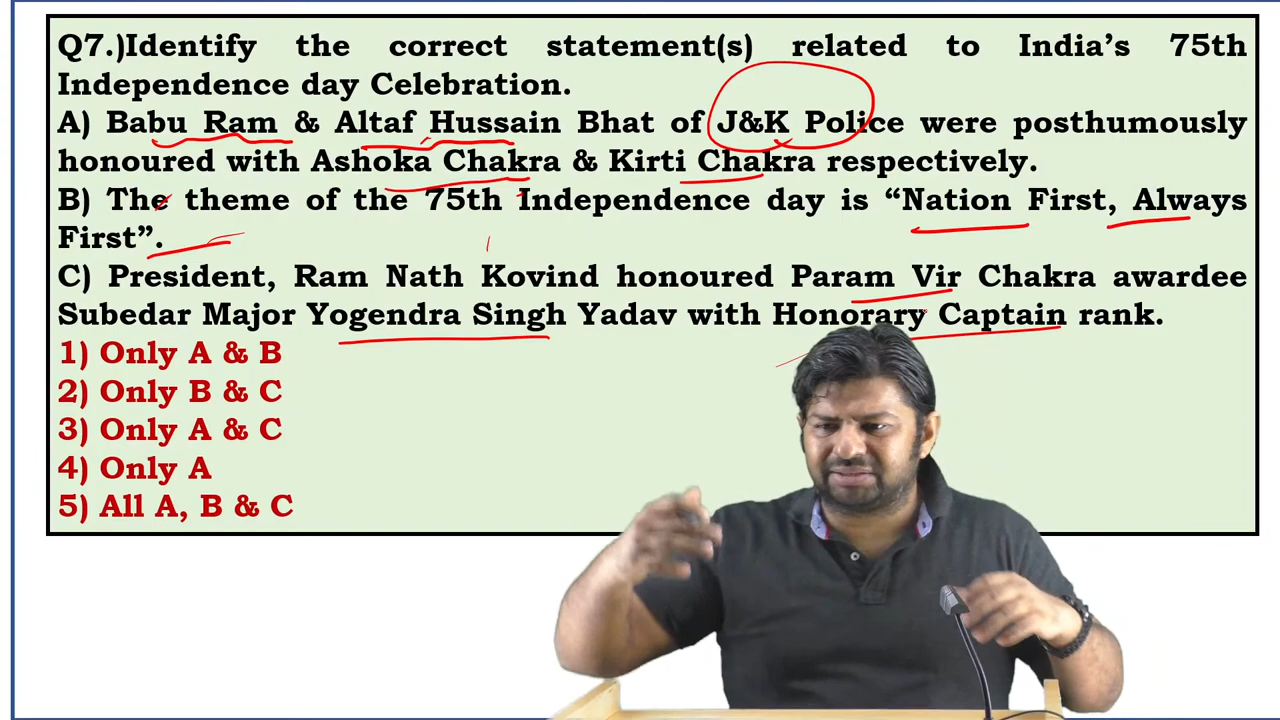 Q7.)Identify the correct statement(s) related to India’s 75th
Independence day Celebration.
A) Babu Ram & Altaf Hussain Bhat of J&K Police were posthumously
honoured with Ashoka Chakra & Kirti Chakra respectively.
B) The theme of the 75th Independence day is “Nation First, Always
First”.
C) President, Ram Nath Kovind honoured Param Vir Chakra awardee
Subedar Major Yogendra Singh Yadav with Honorary Captain rank.
1) Only A & B
2) Only B & C
3) Only A & C
4) Only A
5) All A, B & C